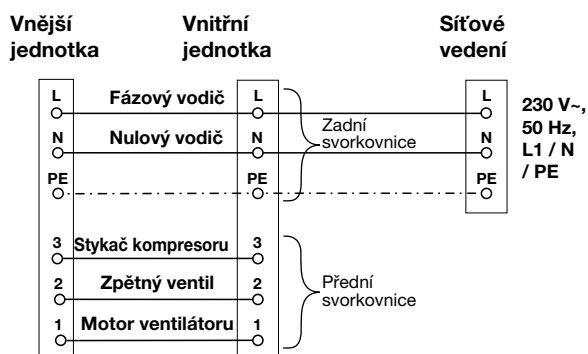 Vnější
jednotka
Vnitřní
jednotka
Síťové
vedení
L Fázový vodič L L
N Nulový vodič N N
PE PE PE
Zadní
svorkovnice
230 V~,
50 Hz,
L1 / N
/ PE
3 Stykač kompresoru 3
2 Zpětný ventil 2
1 Motor ventilátoru 1
Přední
svorkovnice